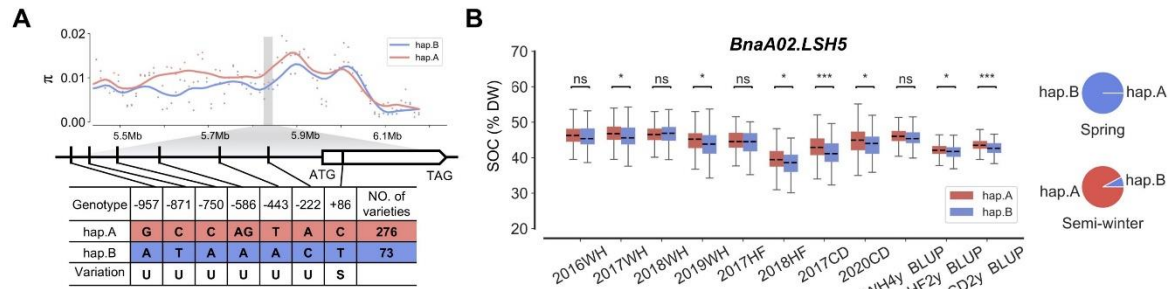 A
0.02
π
0.01
0.00
hap.B
hap.A
5.5Mb 5.7Mb 5.9Mb 6.1Mb
ATG TAG
Genotype -957 -871 -750 -586 -443 -222 +86 NO. of varieties
hap.A G C C AG T A C 276
hap.B A T A A A C T 73
Variation U U U U U U S
B
BnaA02.LSH5
SOC (% DW)
70
60
50
40
30
20
ns * ns * ns * *** * ns * ***
hap.A
hap.B
2016WH 2017WH 2018WH 2019WH 2017HF 2018HF 2017CD 2020CD WH4y_BLUP HF2y_BLUP CD2y_BLUP
hap.B hap.A
Spring
hap.A hap.B
Semi-winter